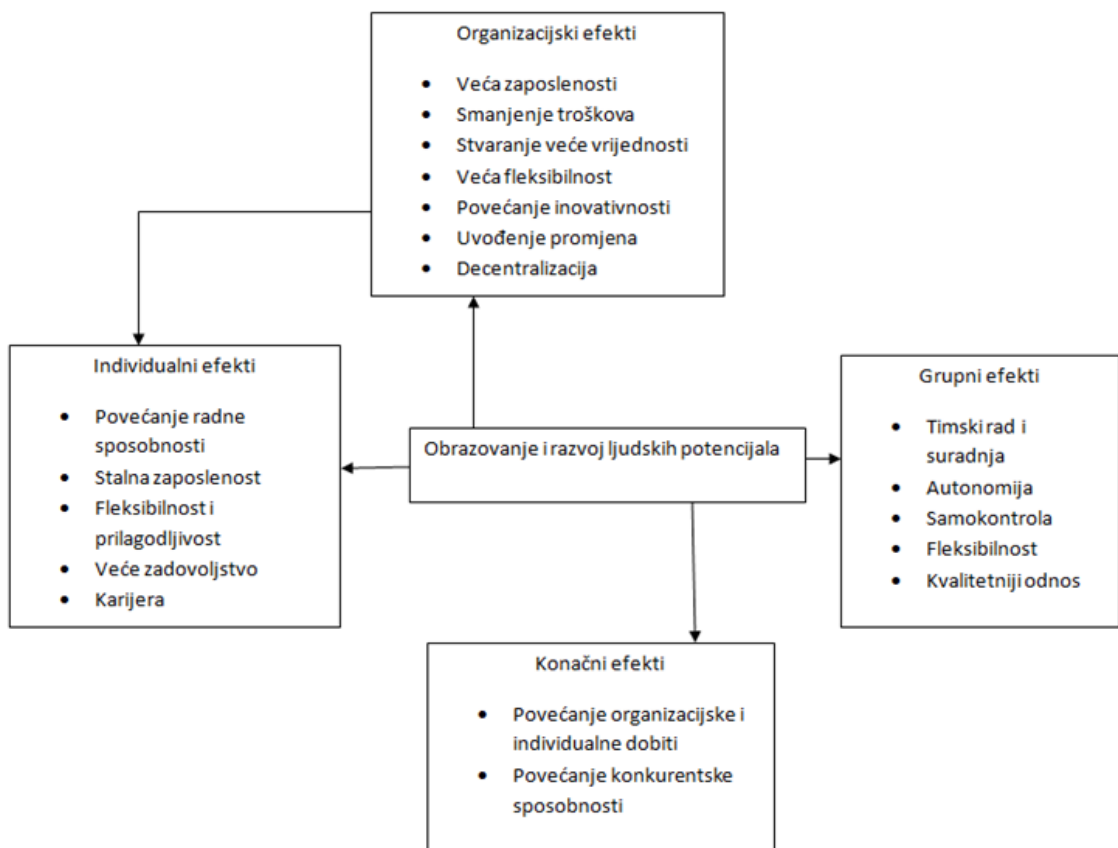 Organizacijski efekti
• Veća zaposlenosti
• Smanjenje troškova
• Stvaranje veće vrijednosti
• Veća fleksibilnost
• Povećanje inovativnosti
• Uvođenje promjena
• Decentralizacija
Individualni efekti
• Povećanje radne
sposobnosti
• Stalna zaposlenost
• Fleksibilnost i
prilagodljivost
• Veće zadovoljstvo
• Karijera
Obrazovanje i razvoj ljudskih potencijala
Grupni efekti
• Timski rad i
suradnja
• Autonomija
• Samokontrola
• Fleksibilnost
• Kvalitetniji odnos
Konačni efekti
• Povećanje organizacijske i
individualne dobiti
• Povećanje konkurentske
sposobnosti